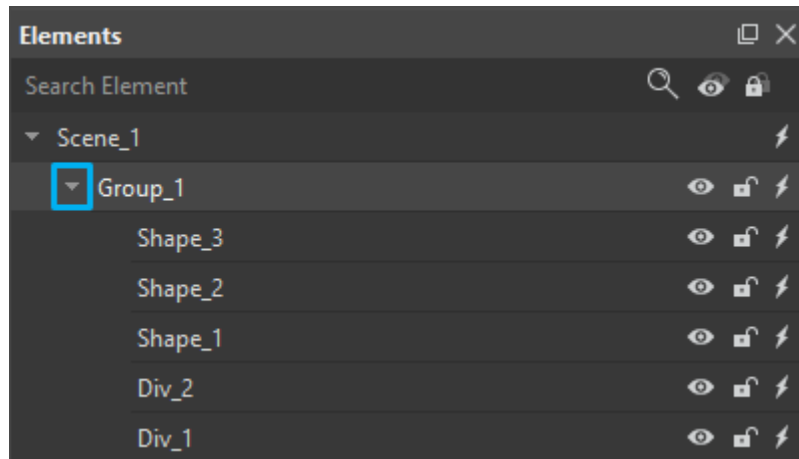 Elements
Search Element
Scene_1
Group_1
Shape_3
Shape_2
Shape_1
Div_2
Div_1